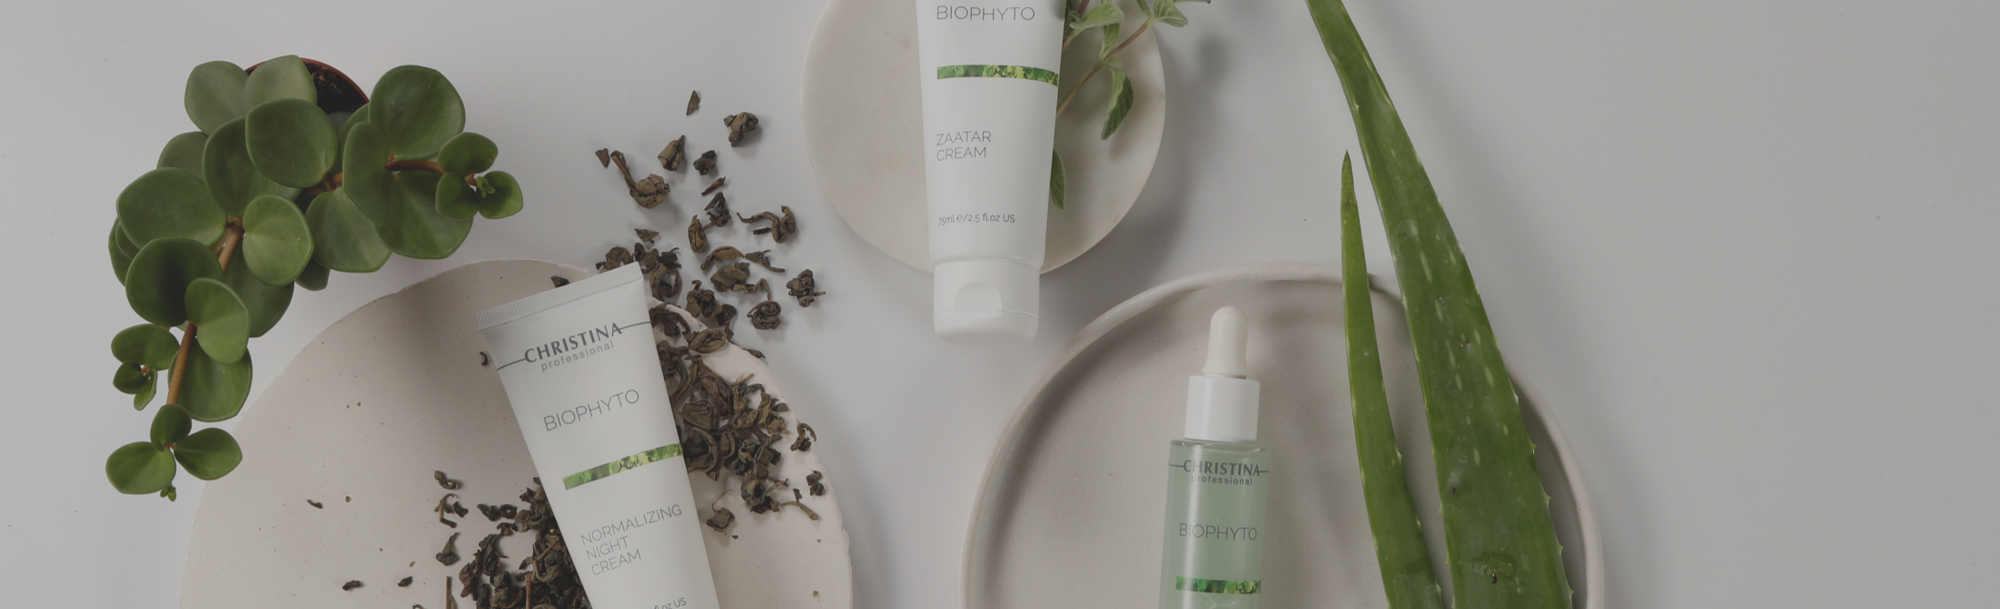 BIOPHYTO
ZAATAR
CREAM
75ml e/2.5 fl.oz US
CHRISTINA
professional
BIOPHYTO
NORMALIZING
NIGHT
CREAM
fl.oz US
CHRISTINA
professional
BIOPHYTO